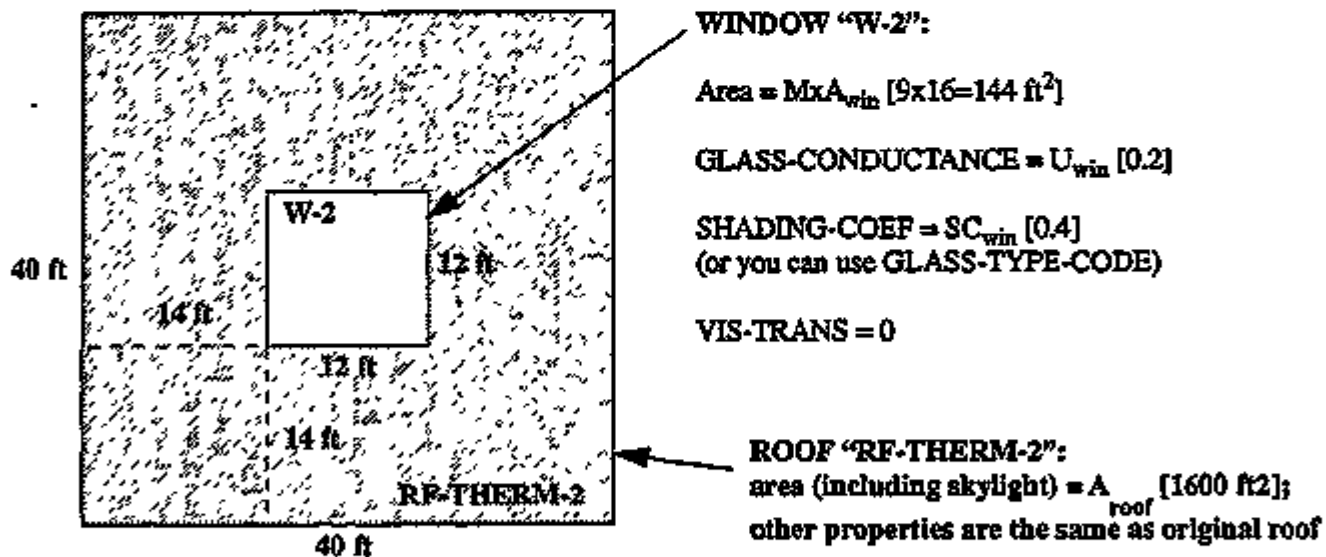 WINDOW “W-2”:
Area = MxA_win [9x16=144 ft²]
GLASS-CONDUCTANCE = U_win [0.2]
W-2
SHADING-COEF = SC_win [0.4]
(or you can use GLASS-TYPE-CODE)
40 ft
12 ft
14 ft
VIS-TRANS = 0
12 ft
14 ft
ROOF “RF-THERM-2”:
RF-THERM-2
area (including skylight) = A_roof [1600 ft2];
other properties are the same as original roof
40 ft